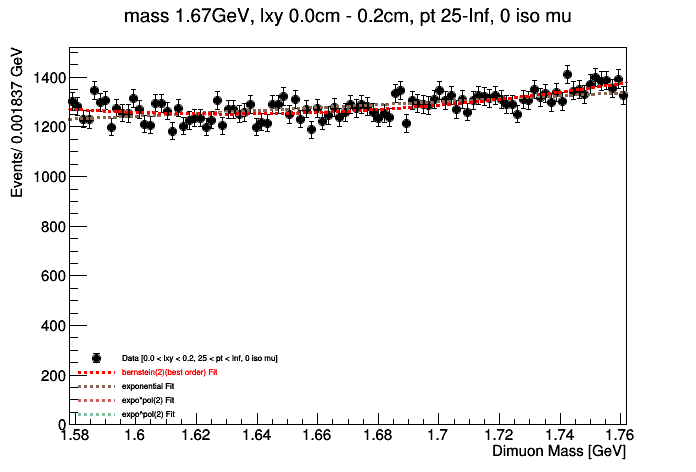 mass 1.67GeV, lxy 0.0cm - 0.2cm, pt 25-Inf, 0 iso mu
Events/ 0.001837 GeV
1400
1200
1000
800
600
400
200
0
Data [0.0 < lxy < 0.2, 25 < pt < Inf, 0 iso mu]
bernstein(2)(best order) Fit
exponential Fit
expo*pol(2) Fit
expo^pol(2) Fit
1.58 1.6 1.62 1.64 1.66 1.68 1.7 1.72 1.74 1.76
Dimuon Mass [GeV]